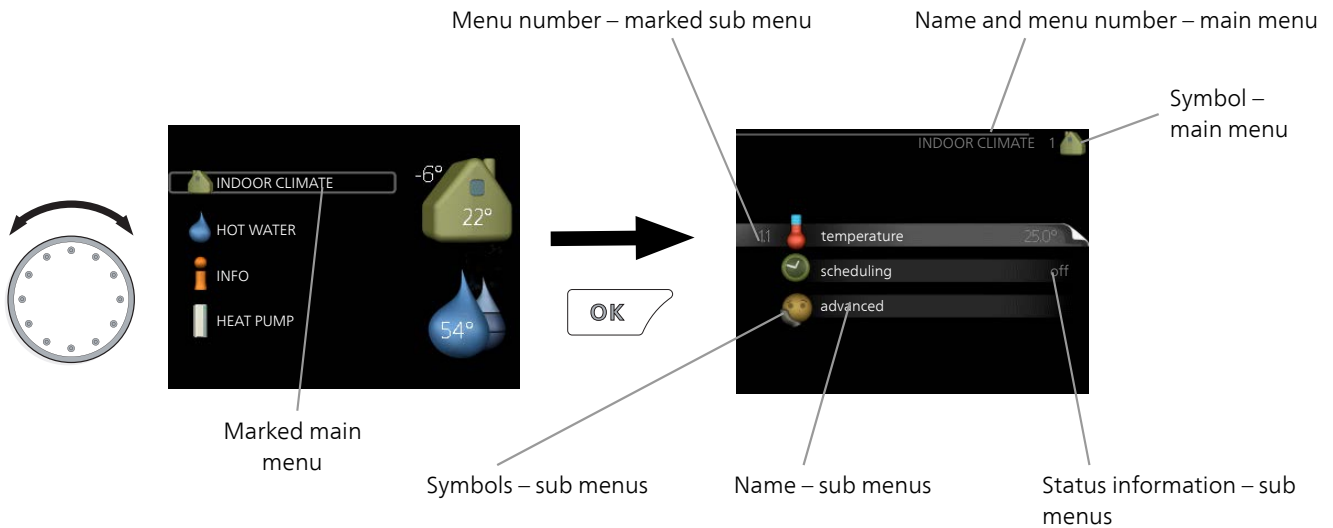 Menu number – marked sub menu
Name and menu number – main menu
Symbol –
main menu
INDOOR CLIMATE
HOT WATER
INFO
HEAT PUMP
-6°
22°
54°
OK
INDOOR CLIMATE 1
1.1 temperature 25.0°
scheduling off
advanced
Marked main
menu
Symbols – sub menus
Name – sub menus
Status information – sub
menus